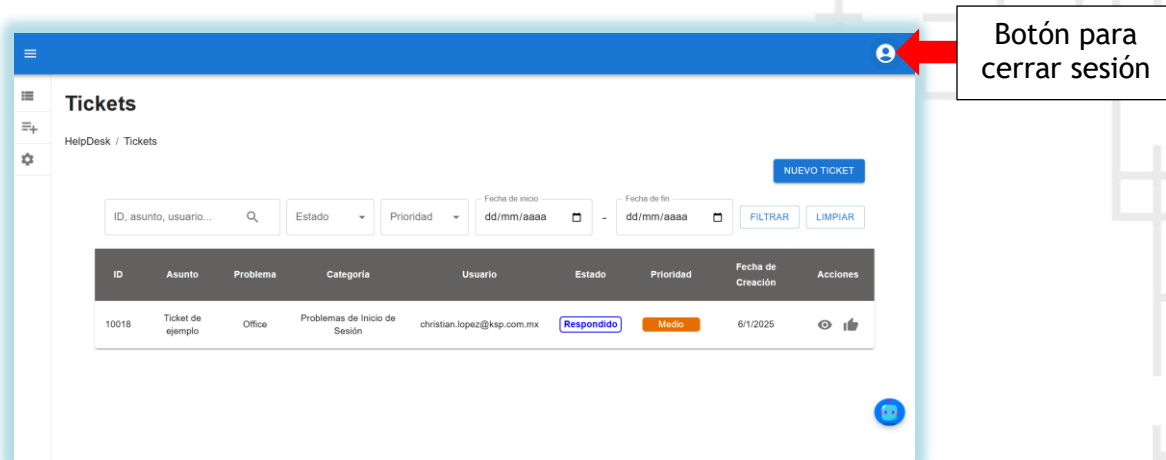 Botón para
cerrar sesión
Tickets
HelpDesk / Tickets
NUEVO TICKET
Fecha de inicio
Fecha de fin
ID, asunto, usuario...
Estado
Prioridad
dd/mm/aaaa
-
dd/mm/aaaa
FILTRAR
LIMPIAR
ID
Asunto
Problema
Categoría
Usuario
Estado
Prioridad
Fecha de
Creación
Acciones
10018
Ticket de
ejemplo
Office
Problemas de Inicio de
Sesión
christian.lopez@ksp.com.mx
Respondido
Medio
6/1/2025